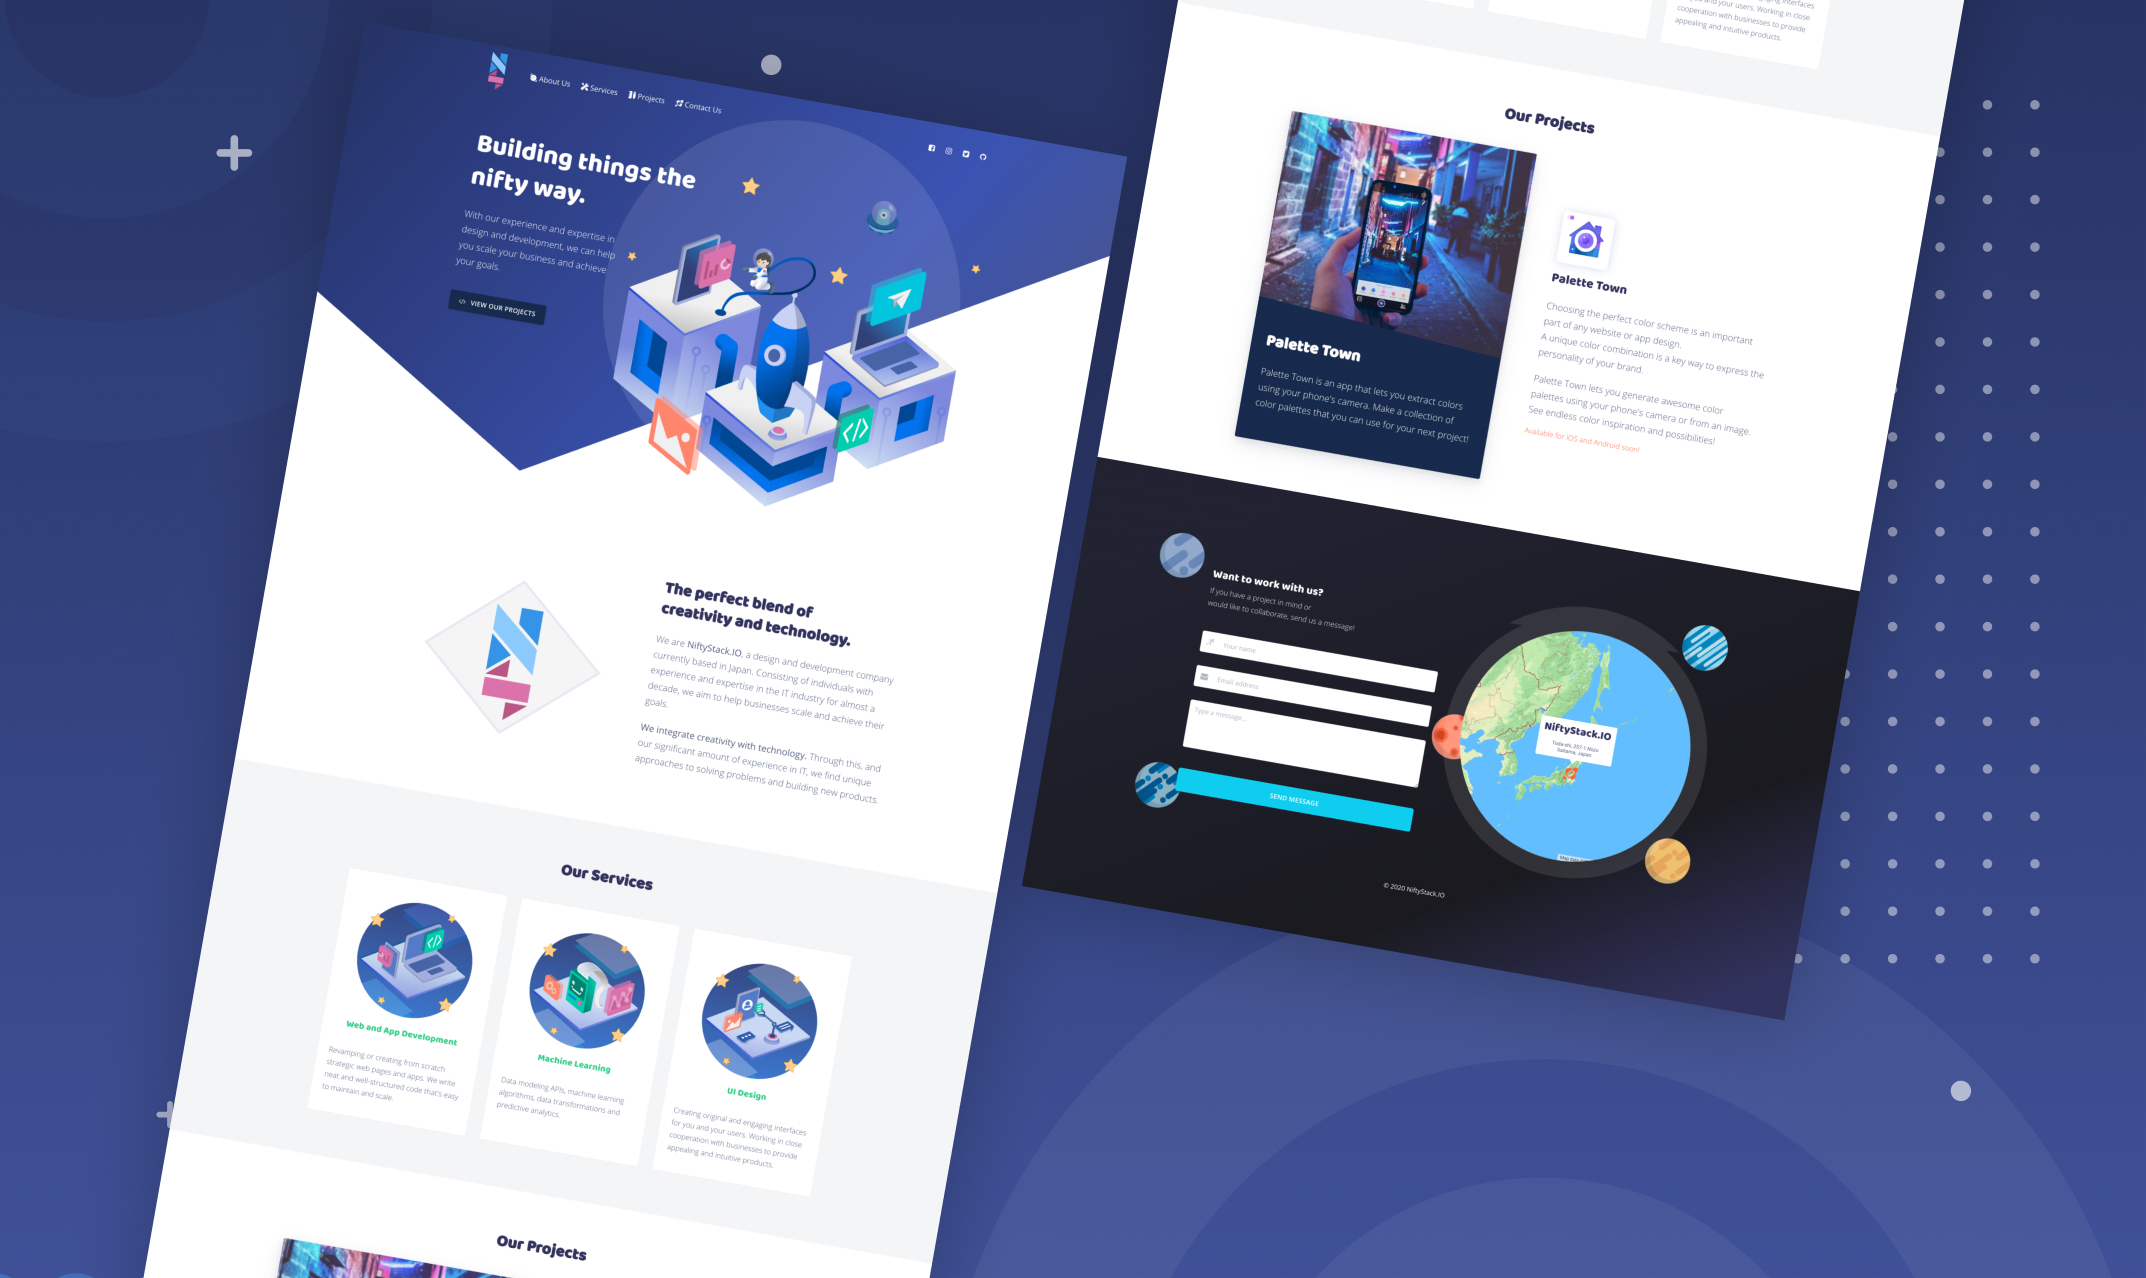 About Us
Services
Projects
Contact Us
Building things the
nifty way.
With our experience and expertise in
design and development, we can help
you scale your business and achieve
your goals.
</> VIEW OUR PROJECTS
</>
The perfect blend of
creativity and technology.
We are NiftyStack.IO, a design and development company
currently based in Japan. Consisting of individuals with
experience and expertise in the IT industry for almost a
decade, we aim to help businesses scale and achieve their
goals.
We integrate creativity with technology. Through this, and
our significant amount of experience in IT, we find unique
approaches to solving problems and building new products.
Our Services
</>
Web and App Development
Revamping or creating from scratch
strategic web pages and apps. We write
neat and well-structured code that's easy
to maintain and scale.
Machine Learning
Data modeling APIs, machine learning
algorithms, data transformations and
predictive analytics.
UI Design
Creating original and engaging interfaces
for you and your users. Working in close
cooperation with businesses to provide
appealing and intuitive products.
Our Projects
and your users. Working in close
cooperation with businesses to provide
appealing and intuitive products.
Our Projects
Palette Town
Palette Town is an app that lets you extract colors
using your phone's camera. Make a collection of
color palettes that you can use for your next project!
Palette Town
Choosing the perfect color scheme is an important
part of any website or app design.
A unique color combination is a key way to express the
personality of your brand.
Palette Town lets you generate awesome color
palettes using your phone's camera or from an image.
See endless color inspiration and possibilities!
Available for iOS and Android soon!
Want to work with us?
If you have a project in mind or
would like to collaborate, send us a message!
Your name
Email address
Type a message...
SEND MESSAGE
NiftyStack.IO
Saitama, Japan
© 2020 NiftyStack.IO